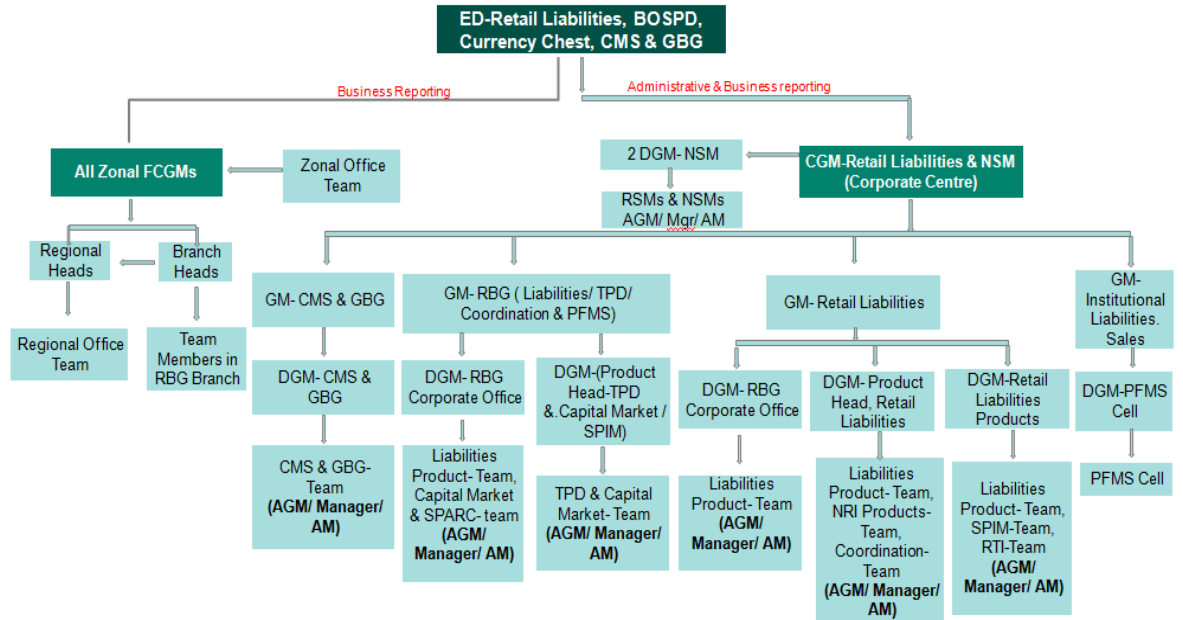 ED-Retail Liabilities, BOSPD,
Currency Chest, CMS & GBG
Business Reporting
Administrative & Business reporting
All Zonal FCGMs
Zonal Office
Team
2 DGM- NSM
CGM-Retail Liabilities & NSM
(Corporate Centre)
RSMs & NSMs
AGM/ Mgr/ AM
Regional
Heads
Branch
Heads
Regional Office
Team
Team
Members in
RBG Branch
GM- CMS & GBG
GM- RBG ( Liabilities/ TPD/
Coordination & PFMS)
GM- Retail Liabilities
GM-
Institutional
Liabilities.
Sales
DGM- CMS &
GBG
DGM- RBG
Corporate Office
DGM-(Product
Head-TPD
&.Capital Market /
SPIM)
DGM- RBG
Corporate Office
DGM- Product
Head, Retail
Liabilities
DGM-Retail
Liabilities
Products
DGM-PFMS
Cell
CMS & GBG-
Team
(AGM/ Manager/
AM)
Liabilities
Product- Team,
Capital Market
& SPARC- team
(AGM/
Manager/ AM)
TPD & Capital
Market- Team
(AGM/ Manager/
AM)
Liabilities
Product- Team
(AGM/
Manager/ AM)
Liabilities
Product- Team,
NRI Products-
Team,
Coordination-
Team
(AGM/ Manager/
AM)
Liabilities
Product- Team,
SPIM-Team,
RTI-Team
(AGM/
Manager/ AM)
PFMS Cell